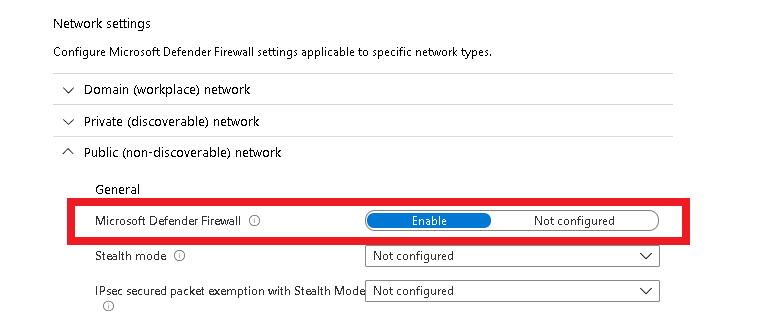 Network settings
Configure Microsoft Defender Firewall settings applicable to specific network types.
Domain (workplace) network
Private (discoverable) network
Public (non-discoverable) network
General
Microsoft Defender Firewall Enable Not configured
Stealth mode Not configured
IPsec secured packet exemption with Stealth Mode Not configured